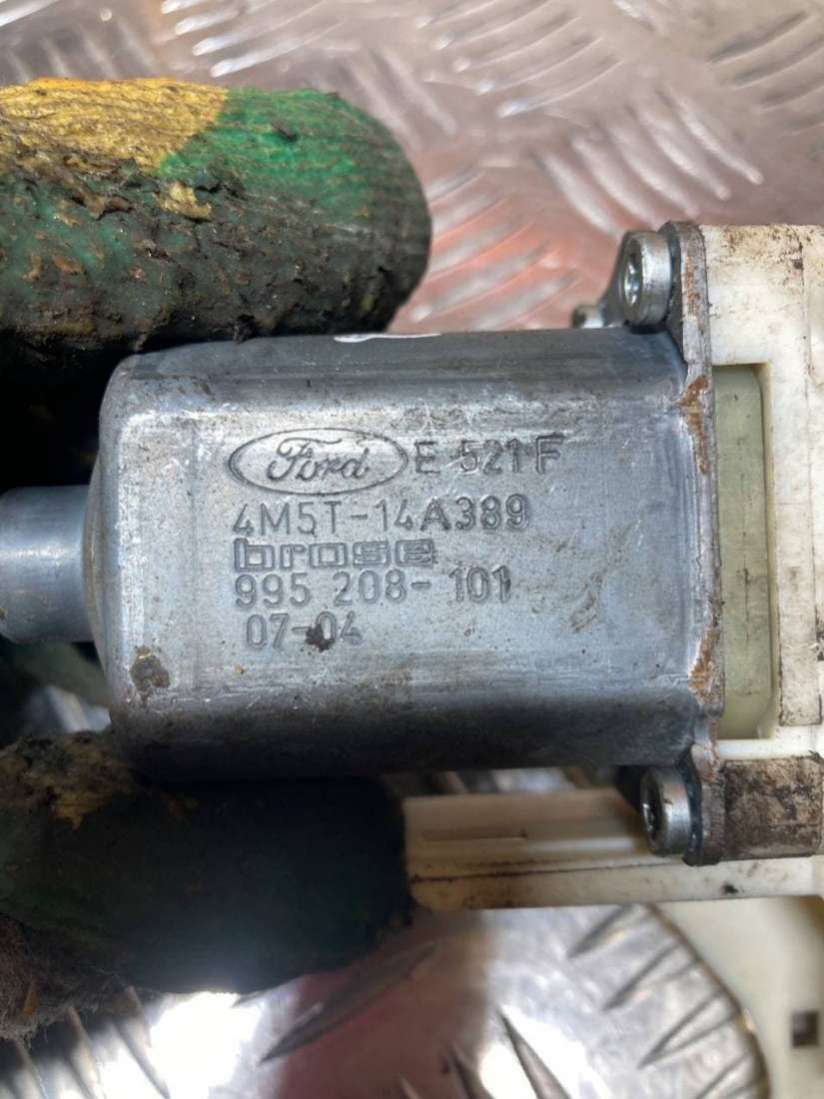 Ford E 521 F
4M5T-14A389
brose
995 208-101
07-04